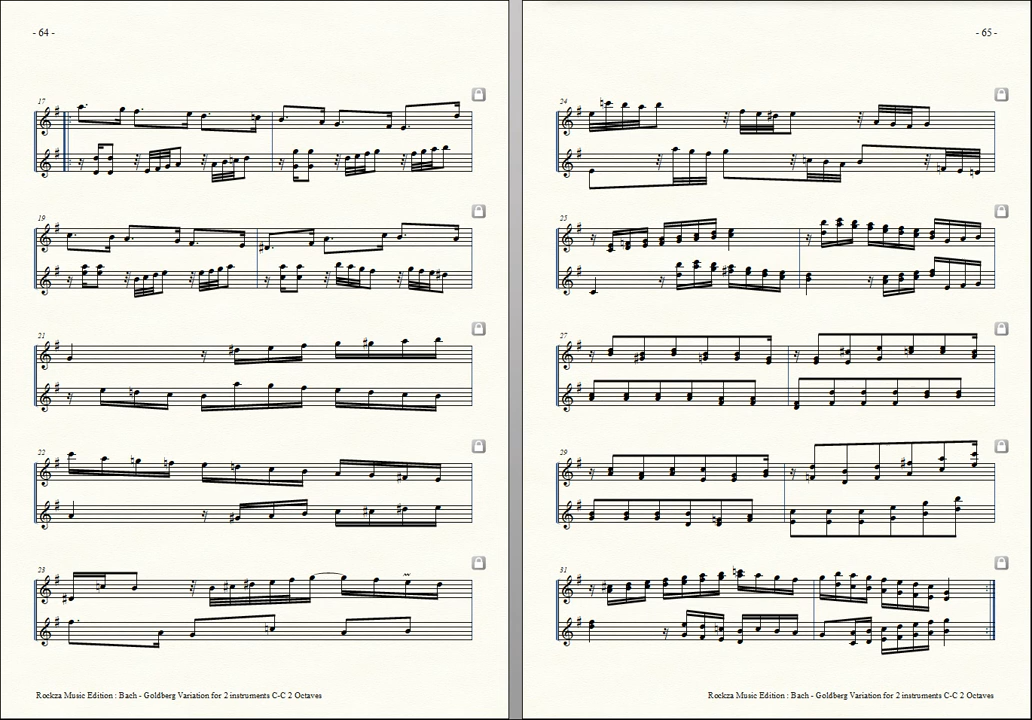 - 64 -
17
19
21
22
23
Rockza Music Edition : Bach - Goldberg Variation for 2 instruments C-C 2 Octaves
- 65 -
24
25
27
29
31
Rockza Music Edition : Bach - Goldberg Variation for 2 instruments C-C 2 Octaves